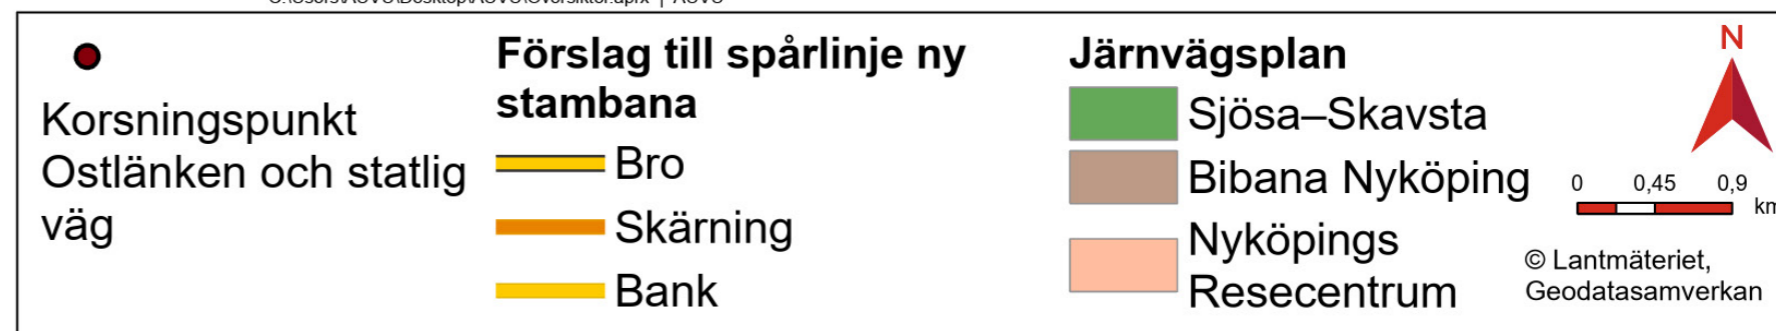 Korsningspunkt
Ostlänken och statlig
väg
Förslag till spårlinje ny
stambana
Bro
Skärning
Bank
Järnvägsplan
Sjösa–Skavsta
Bibana Nyköping
Nyköpings
Resecentrum
N
0 0,45 0,9
km
© Lantmäteriet,
Geodatasamverkan